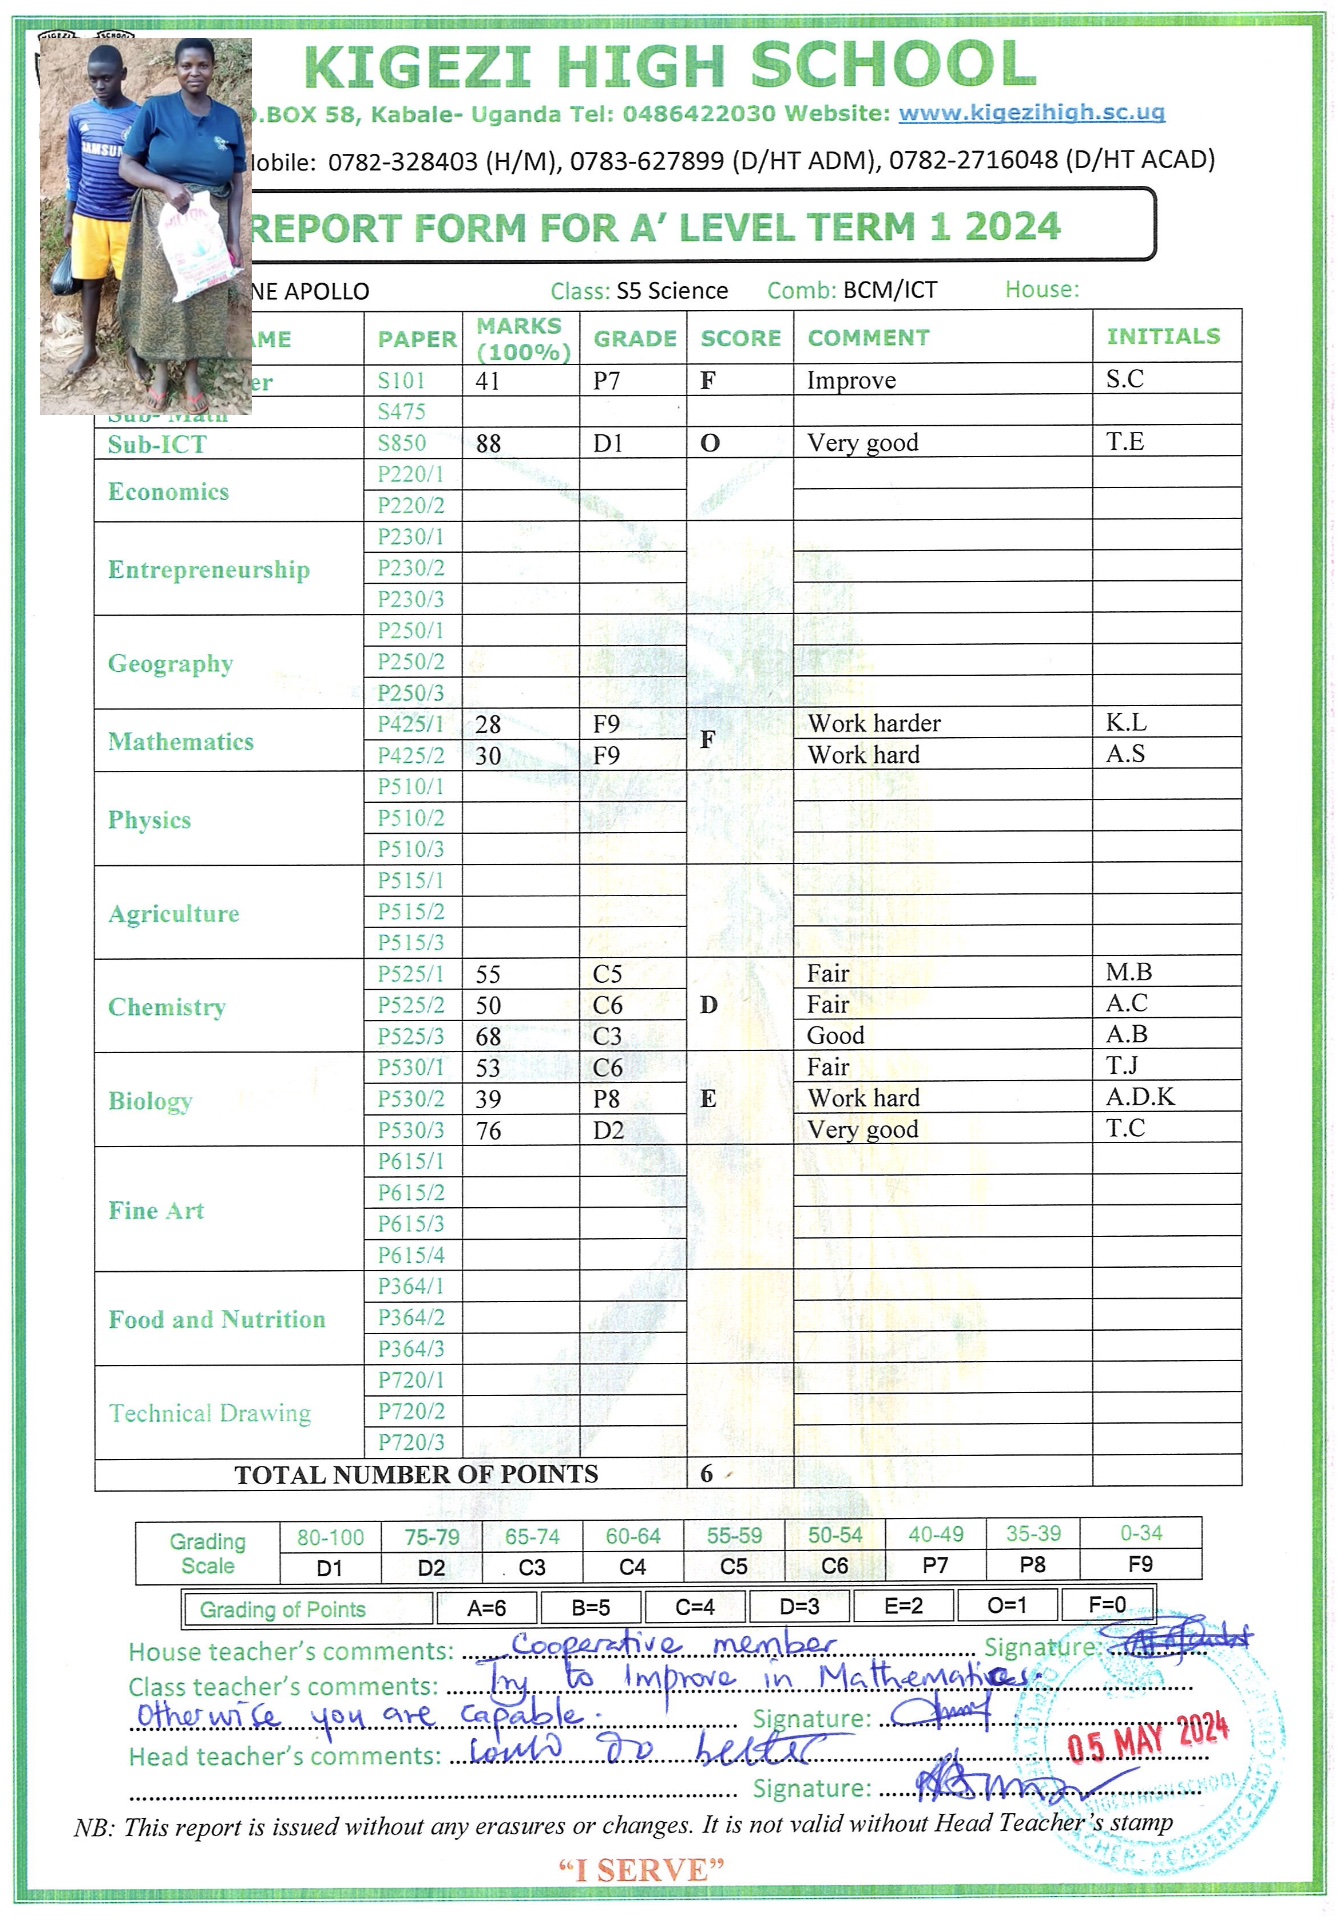 KIGEZI HIGH SCHOOL
KIGEZI HIGH SCHOOL
.BOX 58, Kabale- Uganda Tel: 0486422030 Website: www.kigezihigh.sc.ug
obile: 0782-328403 (H/M), 0783-627899 (D/HT ADM), 0782-2716048 (D/HT ACAD)
REPORT FORM FOR A' LEVEL TERM 1 2024
SAMSUN
NE APOLLO Class: S5 Science Comb: BCM/ICT House:
AME PAPER MARKS (100%) GRADE SCORE COMMENT INITIALS
er S101 41 P7 F Improve S.C
Sub- Math S475
Sub-ICT S850 88 D1 O Very good T.E
Economics P220/1
P220/2
Entrepreneurship P230/1
P230/2
P230/3
Geography P250/1
P250/2
P250/3
Mathematics P425/1 28 F9 F Work harder K.L
P425/2 30 F9 Work hard A.S
Physics P510/1
P510/2
P510/3
Agriculture P515/1
P515/2
P515/3
Chemistry P525/1 55 C5 D Fair M.B
P525/2 50 C6 Fair A.C
P525/3 68 C3 Good A.B
Biology P530/1 53 C6 E Fair T.J
P530/2 39 P8 Work hard A.D.K
P530/3 76 D2 Very good T.C
Fine Art P615/1
P615/2
P615/3
P615/4
Food and Nutrition P364/1
P364/2
P364/3
Technical Drawing P720/1
P720/2
P720/3
TOTAL NUMBER OF POINTS 6
Grading Scale 80-100 75-79 65-74 60-64 55-59 50-54 40-49 35-39 0-34
D1 D2 C3 C4 C5 C6 P7 P8 F9
Grading of Points A=6 B=5 C=4 D=3 E=2 O=1 F=0
House teacher's comments: Cooperative member Signature:
Class teacher's comments: Try to Improve in Mathematics.
Otherwise you are capable. Signature:
Head teacher's comments: Could do better
05 MAY 2024
Signature:
KIGEZI HIGH SCHOOL
NB: This report is issued without any erasures or changes. It is not valid without Head Teacher's stamp
"I SERVE"